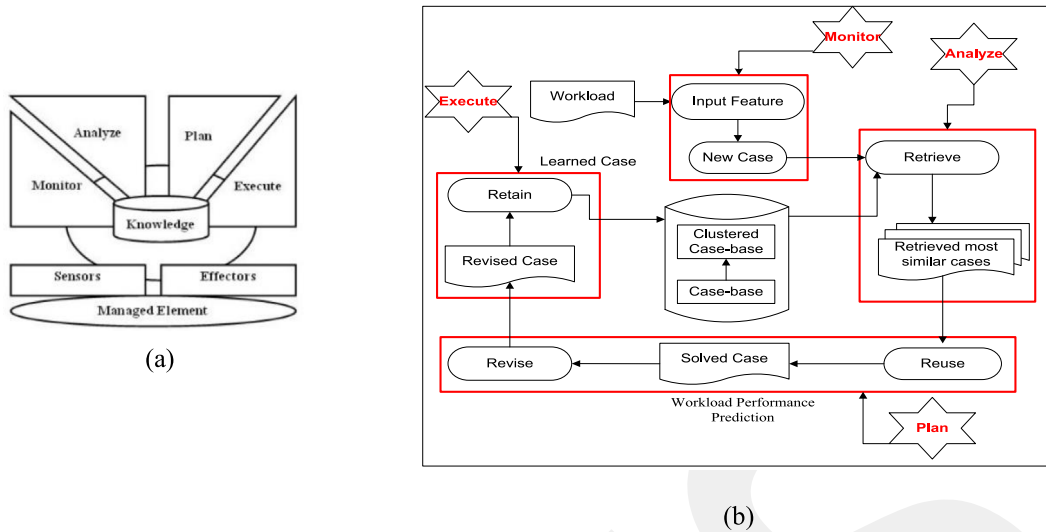 Analyze
Plan
Monitor
Execute
Knowledge
Sensors
Effectors
Managed Element
(a)
Monitor
Analyze
Execute
Workload
Input Feature
New Case
Retrieve
Learned Case
Retain
Revised Case
Clustered
Case-base
Case-base
Retrieved most
similar cases
Revise
Solved Case
Reuse
Workload Performance
Prediction
Plan
(b)